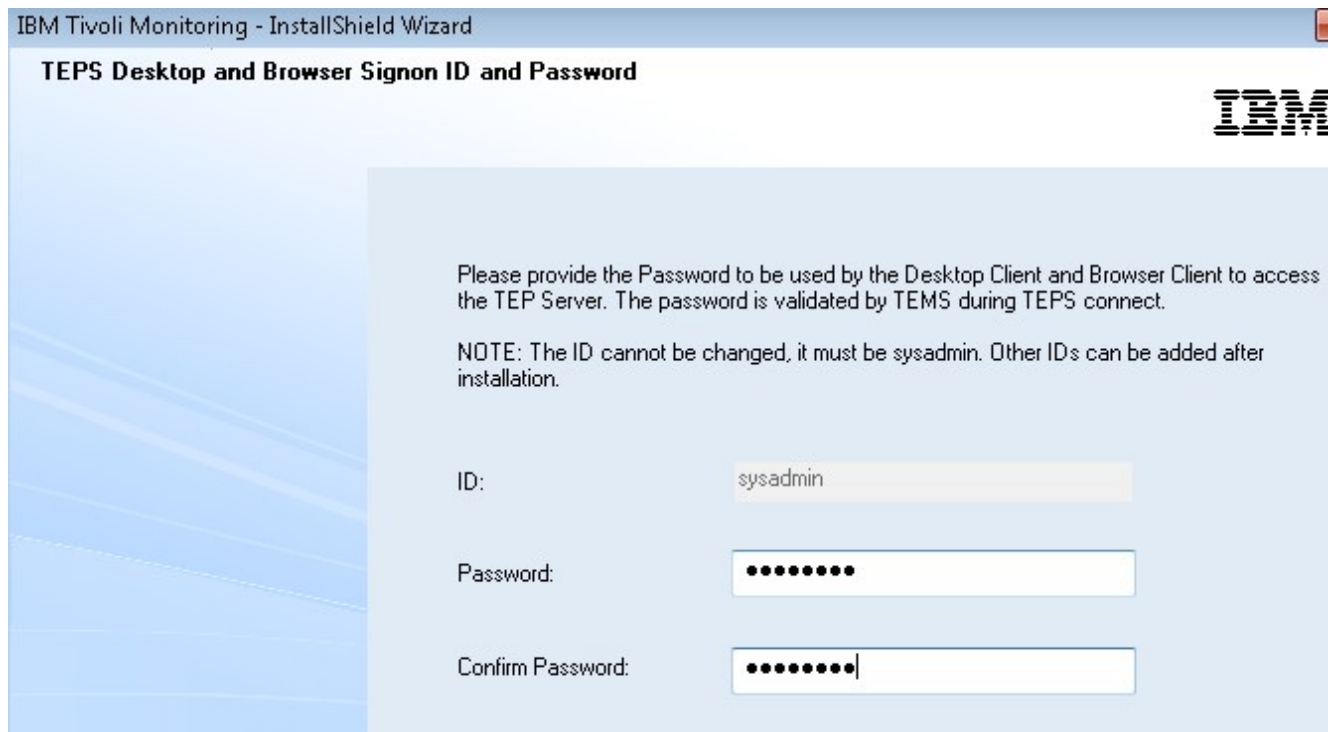 IBM Tivoli Monitoring - InstallShield Wizard
TEPS Desktop and Browser Signon ID and Password
IBM
Please provide the Password to be used by the Desktop Client and Browser Client to access
the TEP Server. The password is validated by TEMS during TEPS connect.
NOTE: The ID cannot be changed, it must be sysadmin. Other IDs can be added after
installation.
ID: sysadmin
Password: ••••••••
Confirm Password: ••••••••